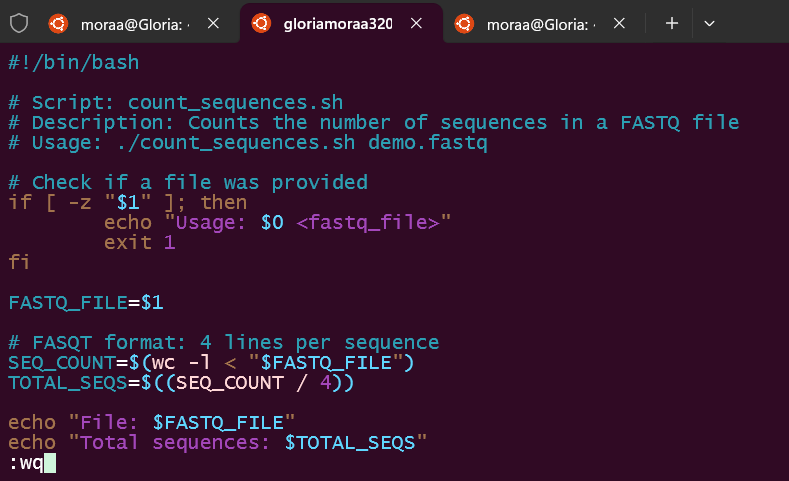 moraa@Gloria: ~
gloriamoraa320
moraa@Gloria: ~
#!/bin/bash
# Script: count_sequences.sh
# Description: Counts the number of sequences in a FASTQ file
# Usage: ./count_sequences.sh demo.fastq
# Check if a file was provided
if [ -z "$1" ]; then
        echo "Usage: $0 <fastq_file>"
        exit 1
fi
FASTQ_FILE=$1
# FASQT format: 4 lines per sequence
SEQ_COUNT=$(wc -l < "$FASTQ_FILE")
TOTAL_SEQS=$((SEQ_COUNT / 4))
echo "File: $FASTQ_FILE"
echo "Total sequences: $TOTAL_SEQS"
:wq